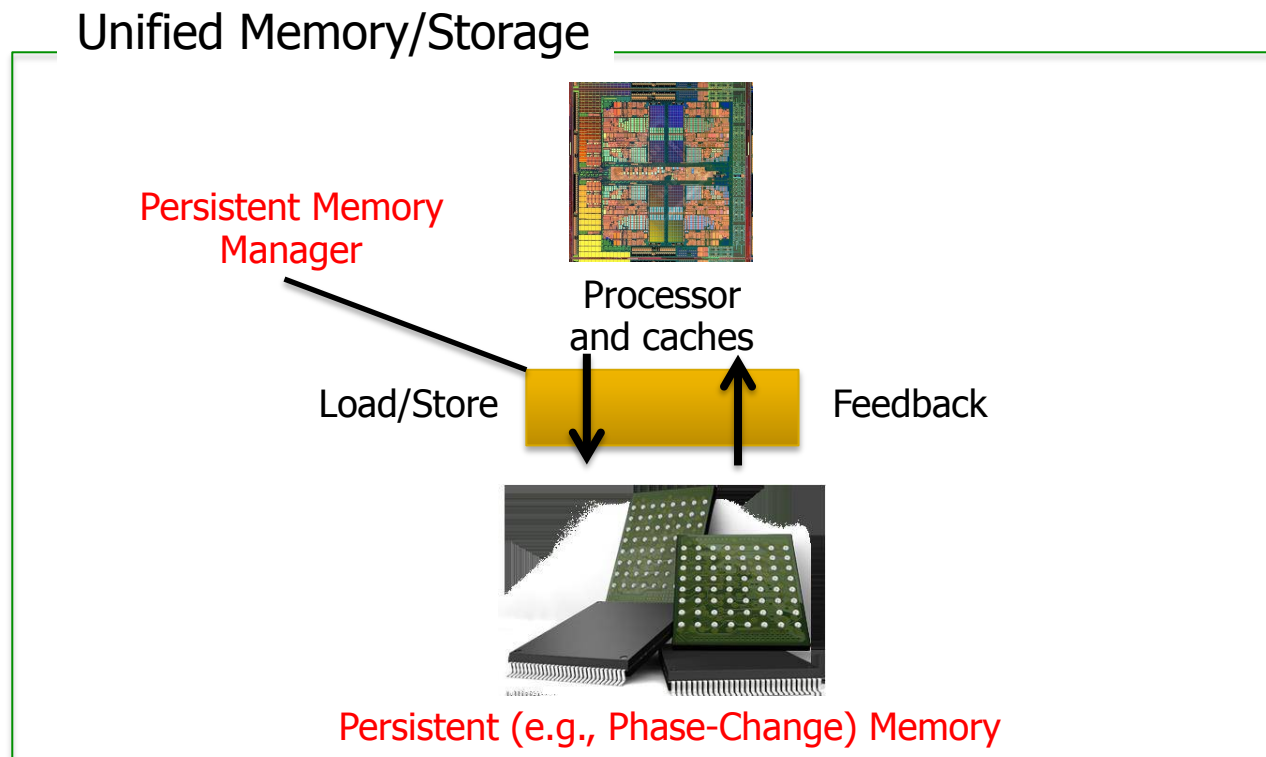 Unified Memory/Storage
Persistent Memory
Manager
Processor
and caches
Load/Store
Feedback
Persistent (e.g., Phase-Change) Memory